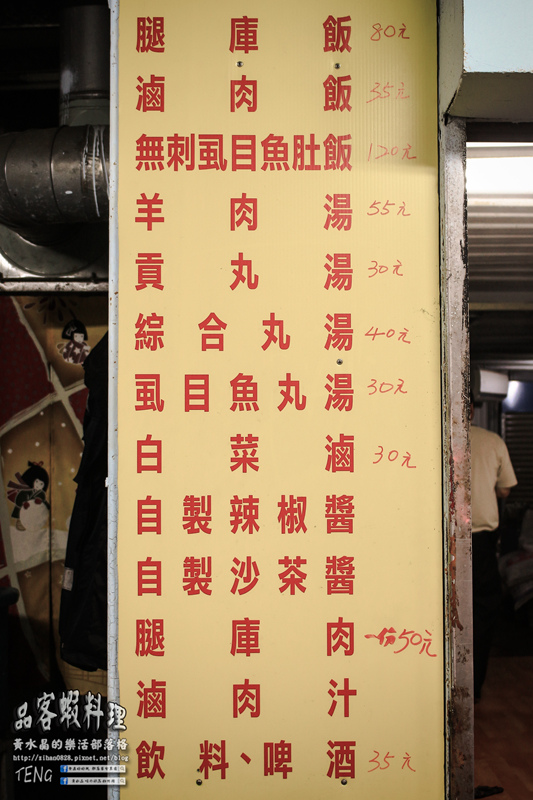 腿庫飯 80元
滷肉飯 35元
無刺虱目魚肚飯 120元
羊肉湯 55元
貢丸湯 30元
綜合丸湯 40元
虱目魚丸湯 30元
白菜滷 30元
自製辣椒醬
自製沙茶醬
腿庫肉 一份50元
滷肉汁
飲料、啤酒 35元
品客蝦料理
黃水晶的樂活部落格
http://sihan0828.pixnet.net/blog
TENG